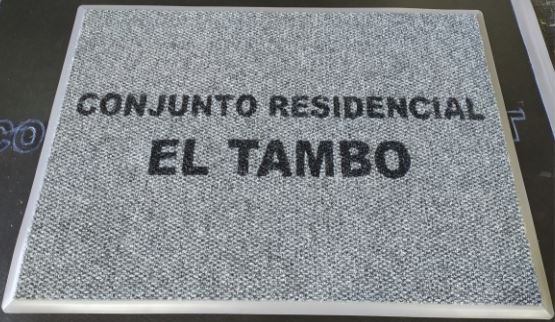 CONJUNTO RESIDENCIAL
EL TAMBO